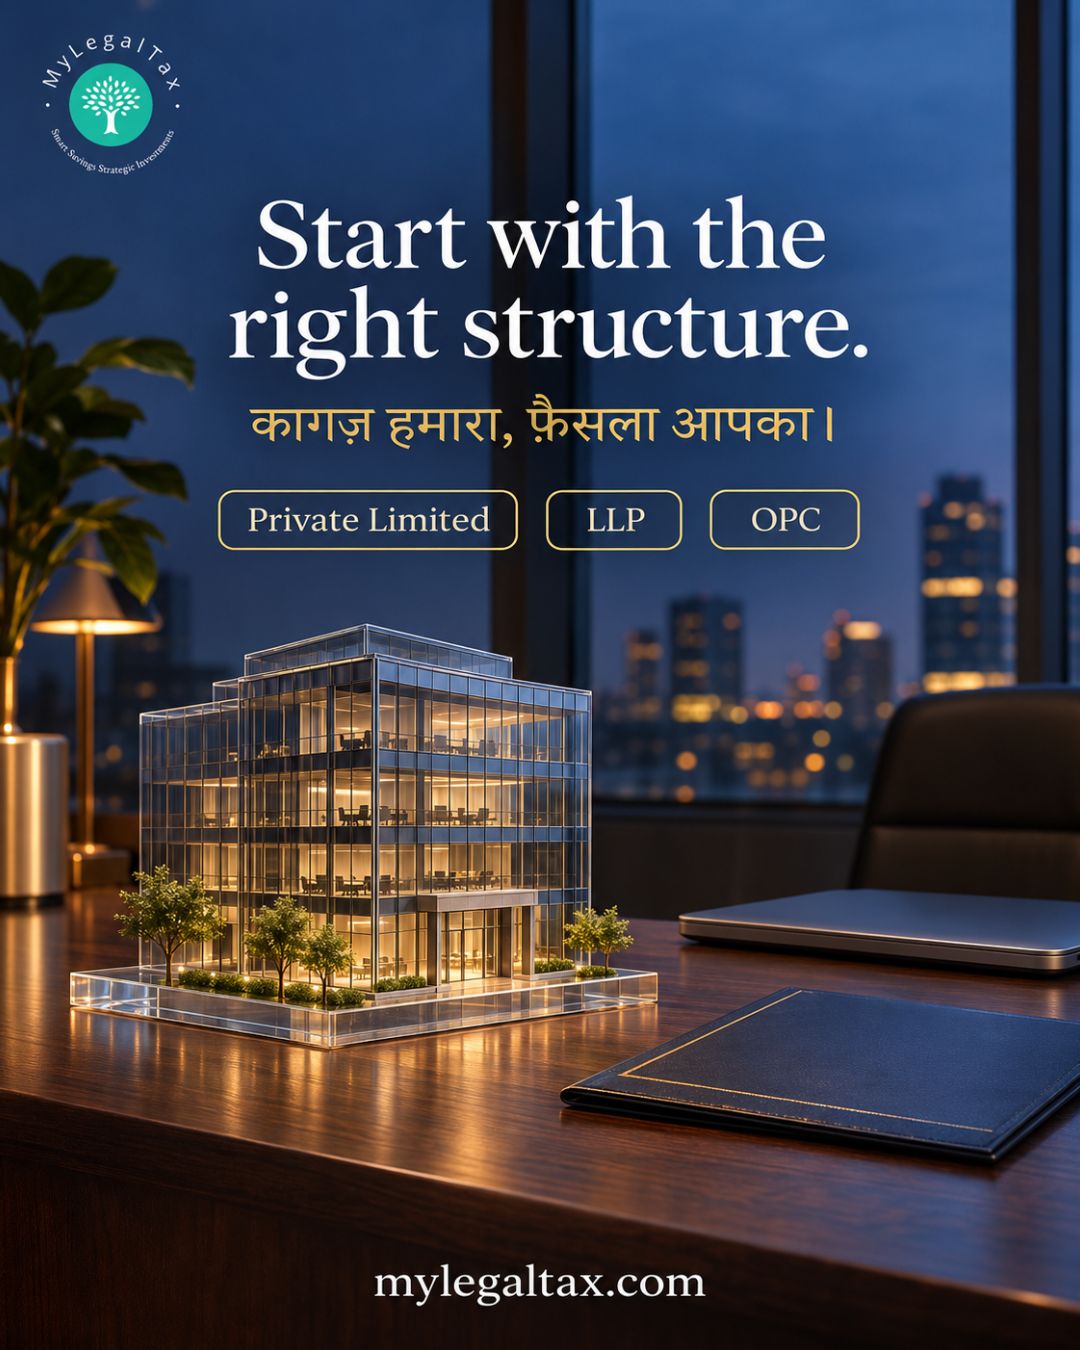 MyLegalTax
Smart Savings Strategic Investments
Start with the
right structure.
कागज़ हमारा, फ़ैसला आपका।
Private Limited
LLP
OPC
mylegaltax.com